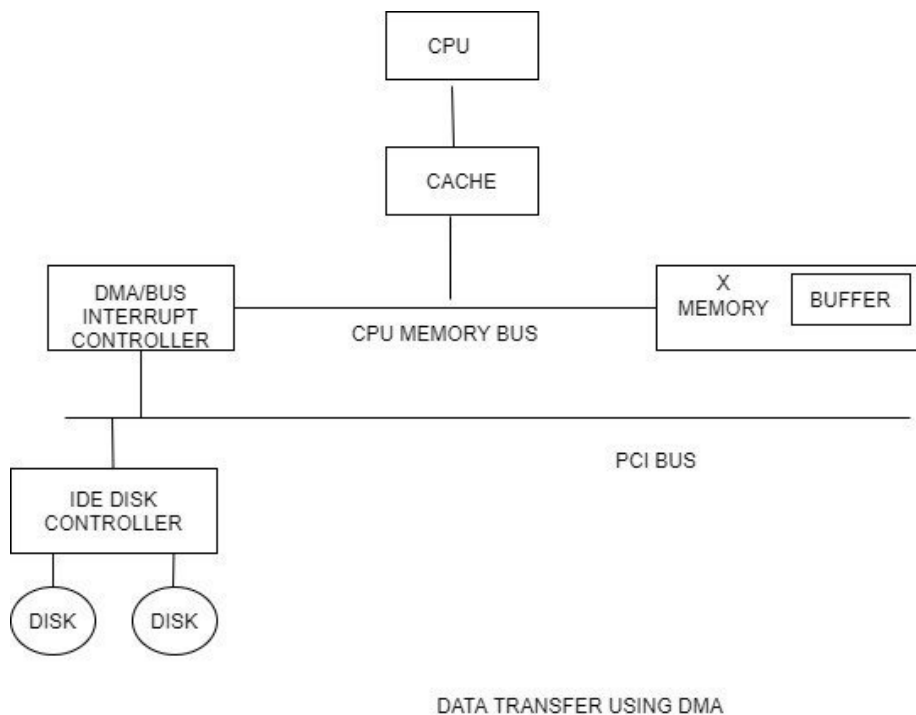 CPU
CACHE
DMA/BUS
INTERRUPT
CONTROLLER
CPU MEMORY BUS
X
MEMORY
BUFFER
PCI BUS
IDE DISK
CONTROLLER
DISK
DISK
DATA TRANSFER USING DMA